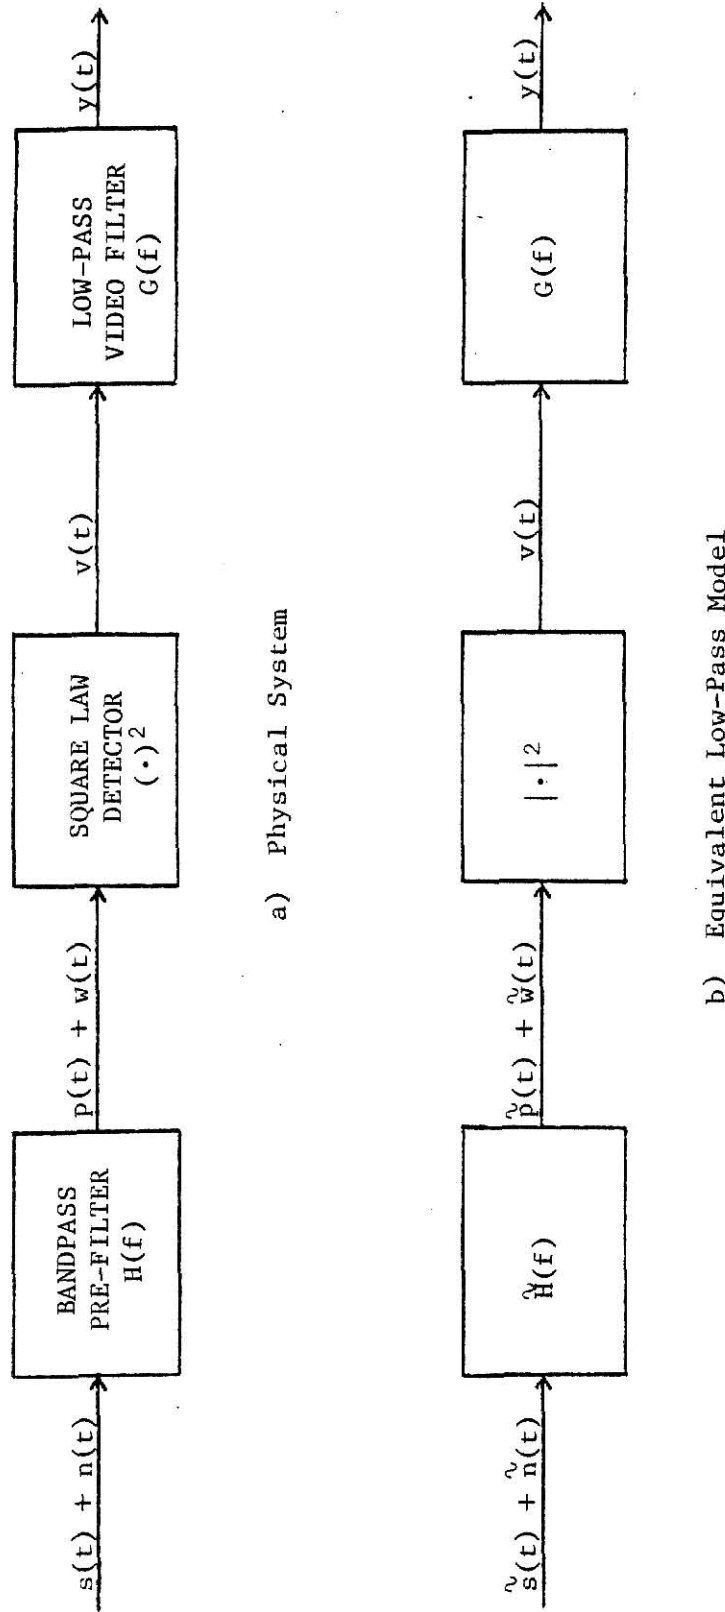 s(t) + n(t)
BANDPASS
PRE-FILTER
H(f)
p(t) + w(t)
SQUARE LAW
DETECTOR
(·)²
v(t)
LOW-PASS
VIDEO FILTER
G(f)
y(t)
a) Physical System
s̃(t) + ñ(t)
H̃(f)
p̃(t) + w̃(t)
|·|²
v(t)
G(f)
y(t)
b) Equivalent Low-Pass Model